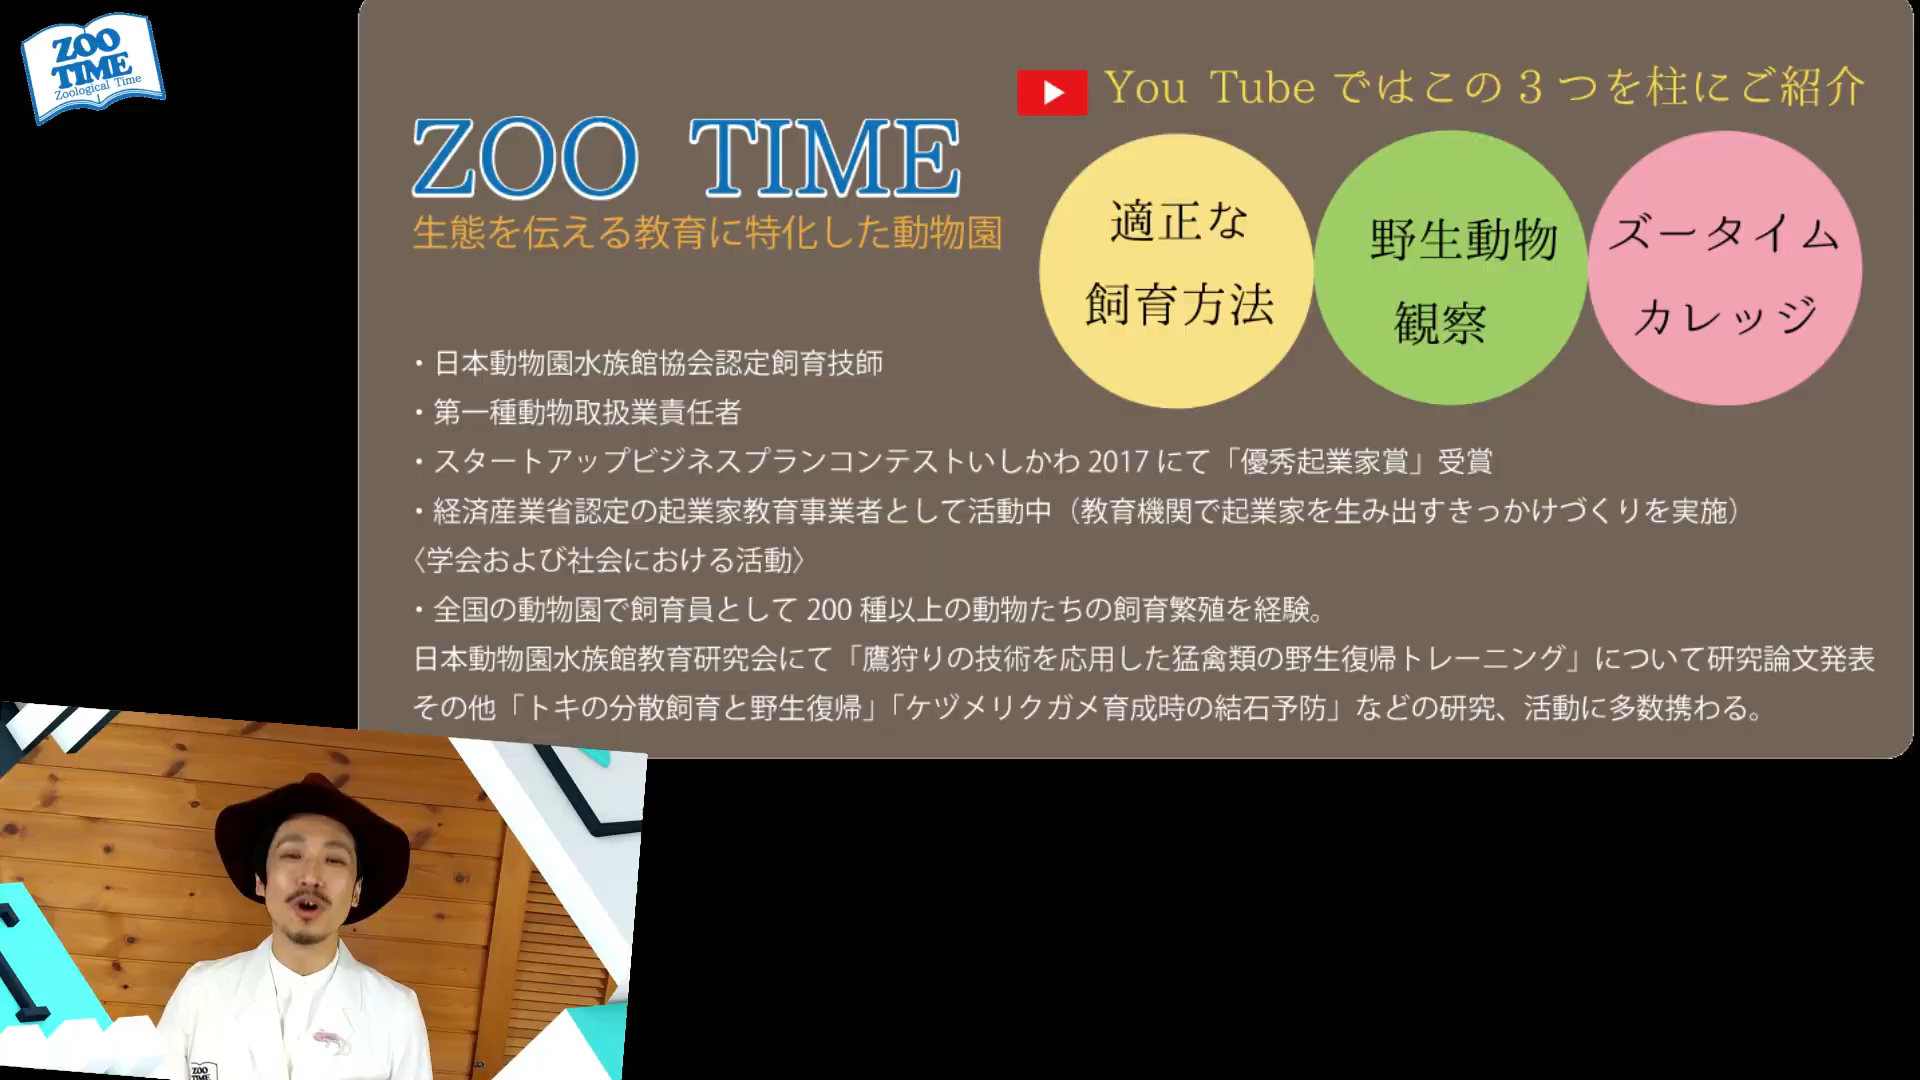 ZOO
TIME
Zoological Time
You Tube ではこの３つを柱にご紹介
ZOO TIME
生態を伝える教育に特化した動物園
適正な
飼育方法
野生動物
観察
ズータイム
カレッジ
・日本動物園水族館協会認定飼育技師
・第一種動物取扱業責任者
・スタートアップビジネスプランコンテストいしかわ 2017 にて「優秀起業家賞」受賞
・経済産業省認定の起業家教育事業者として活動中（教育機関で起業家を生み出すきっかけづくりを実施）
〈学会および社会における活動〉
・全国の動物園で飼育員として 200 種以上の動物たちの飼育繁殖を経験。
日本動物園水族館教育研究会にて「鷹狩りの技術を応用した猛禽類の野生復帰トレーニング」について研究論文発表
その他「トキの分散飼育と野生復帰」「ケヅメリクガメ育成時の結石予防」などの研究、活動に多数携わる。
ZOO
TIME